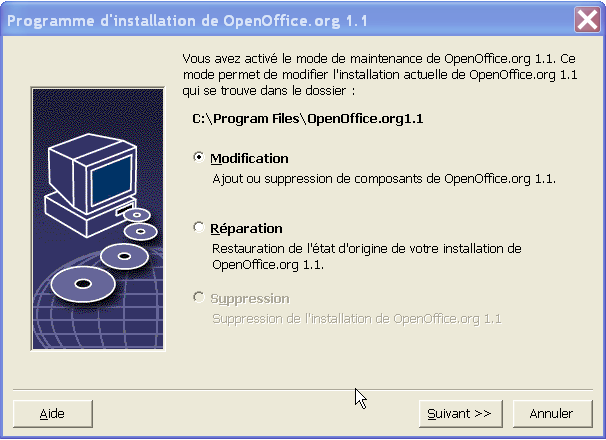 Programme d'installation de OpenOffice.org 1.1
Vous avez activé le mode de maintenance de OpenOffice.org 1.1. Ce
mode permet de modifier l'installation actuelle de OpenOffice.org 1.1
qui se trouve dans le dossier :
C:\Program Files\OpenOffice.org1.1
Modification
Ajout ou suppression de composants de OpenOffice.org 1.1.
Réparation
Restauration de l'état d'origine de votre installation de
OpenOffice.org 1.1.
Suppression
Suppression de l'installation de OpenOffice.org 1.1
Aide
Suivant >>
Annuler